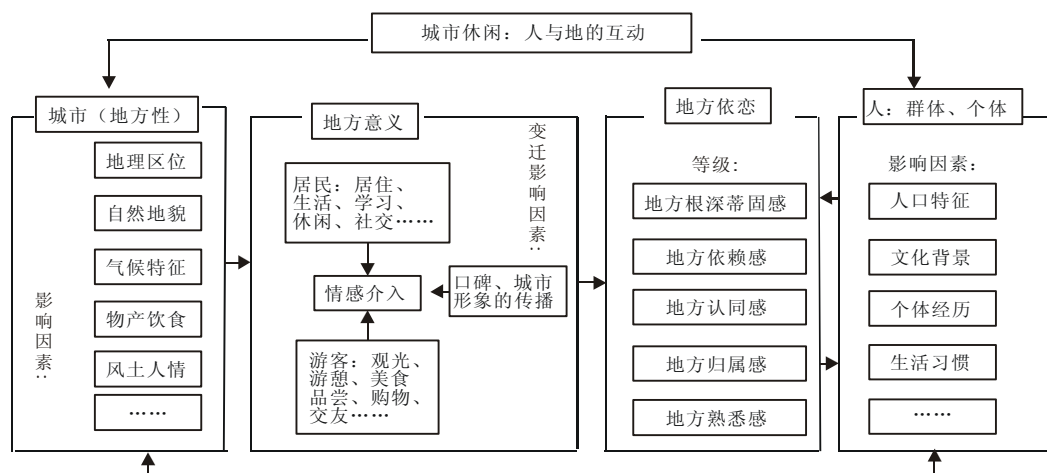 城市休闲：人与地的互动
城市（地方性）
影响因素：
地理区位
自然地貌
气候特征
物产饮食
风土人情
……
地方意义
变迁影响因素：
居民：居住、
生活、学习、
休闲、社交……
情感介入
口碑、城市
形象的传播
游客：观光、
游憩、美食
品尝、购物、
交友……
地方依恋
等级：
地方根深蒂固感
地方依赖感
地方认同感
地方归属感
地方熟悉感
人：群体、个体
影响因素：
人口特征
文化背景
个体经历
生活习惯
……